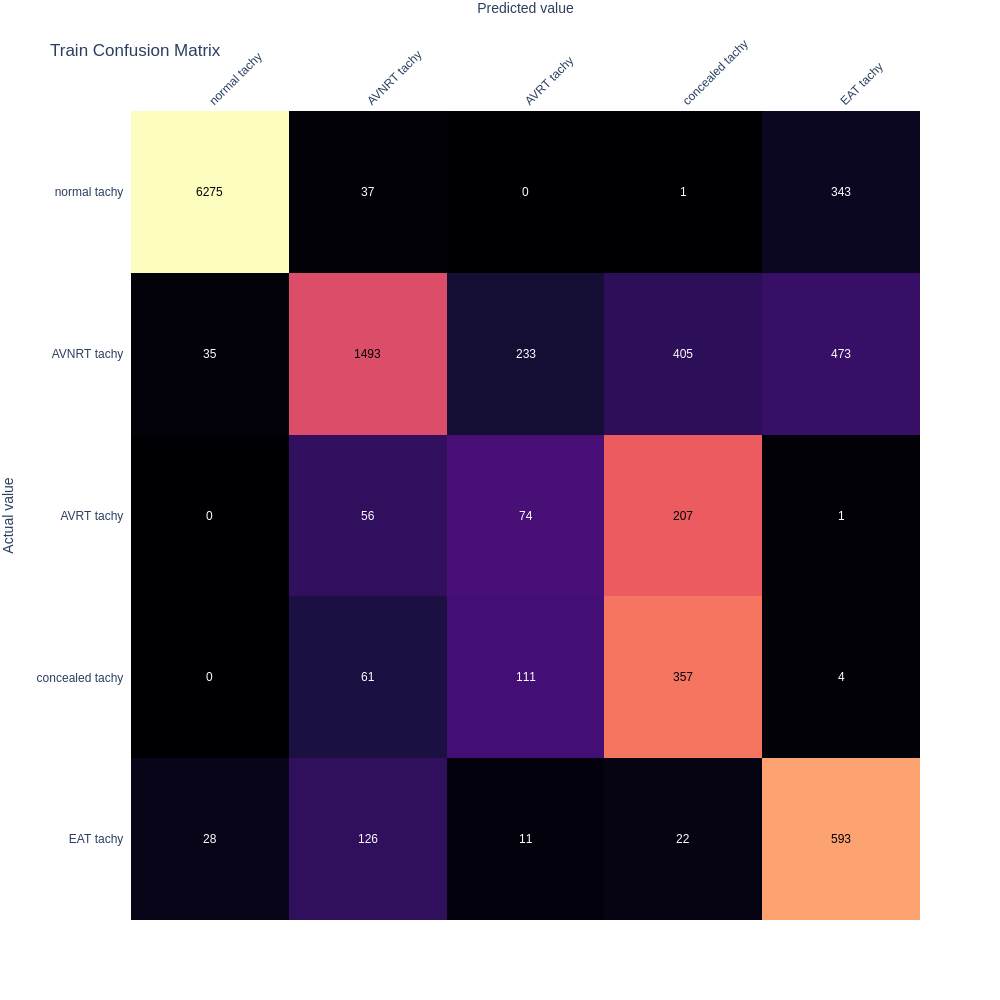 Predicted value
Train Confusion Matrix
normal tachy AVNRT tachy AVRT tachy concealed tachy EAT tachy
normal tachy 6275 37 0 1 343
AVNRT tachy 35 1493 233 405 473
AVRT tachy 0 56 74 207 1
concealed tachy 0 61 111 357 4
EAT tachy 28 126 11 22 593
Actual value